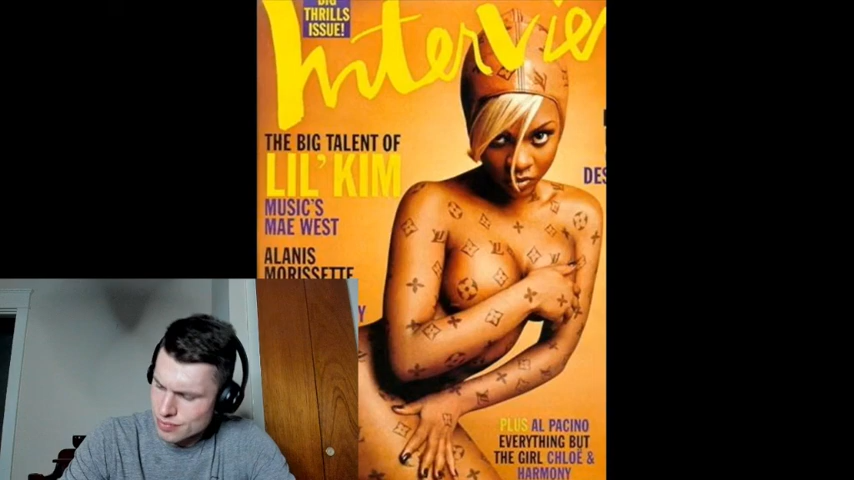 BIG
THRILLS
ISSUE!
Intervie
THE BIG TALENT OF
LIL' KIM
MUSIC'S
MAE WEST
DES
ALANIS
MORISSETTE
Y
PLUS AL PACINO
EVERYTHING BUT
THE GIRL CHLOË &
HARMONY